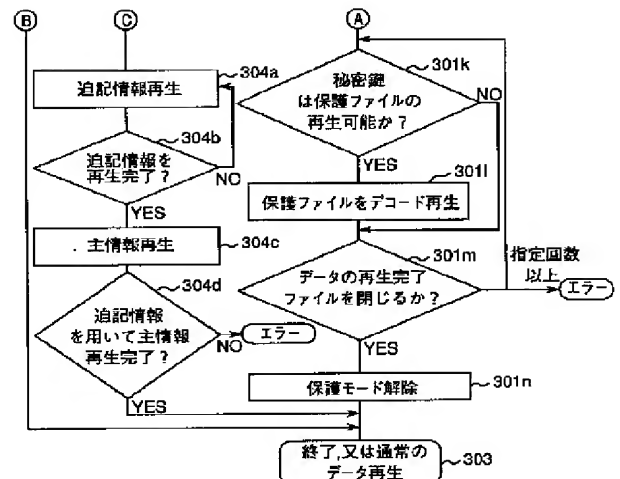 B
C
追記情報再生
304a
追記情報を
再生完了？
304b
NO
YES
．主情報再生
304c
304d
追記情報
を用いて主情報
再生完了？
NO
エラー
YES
A
秘密鍵
は保護ファイルの
再生可能か？
301k
NO
YES
301l
保護ファイルをデコード再生
301m
データの再生完了
ファイルを閉じるか？
指定回数
以上
エラー
YES
保護モード解除
301n
終了,又は通常の
データ再生
303